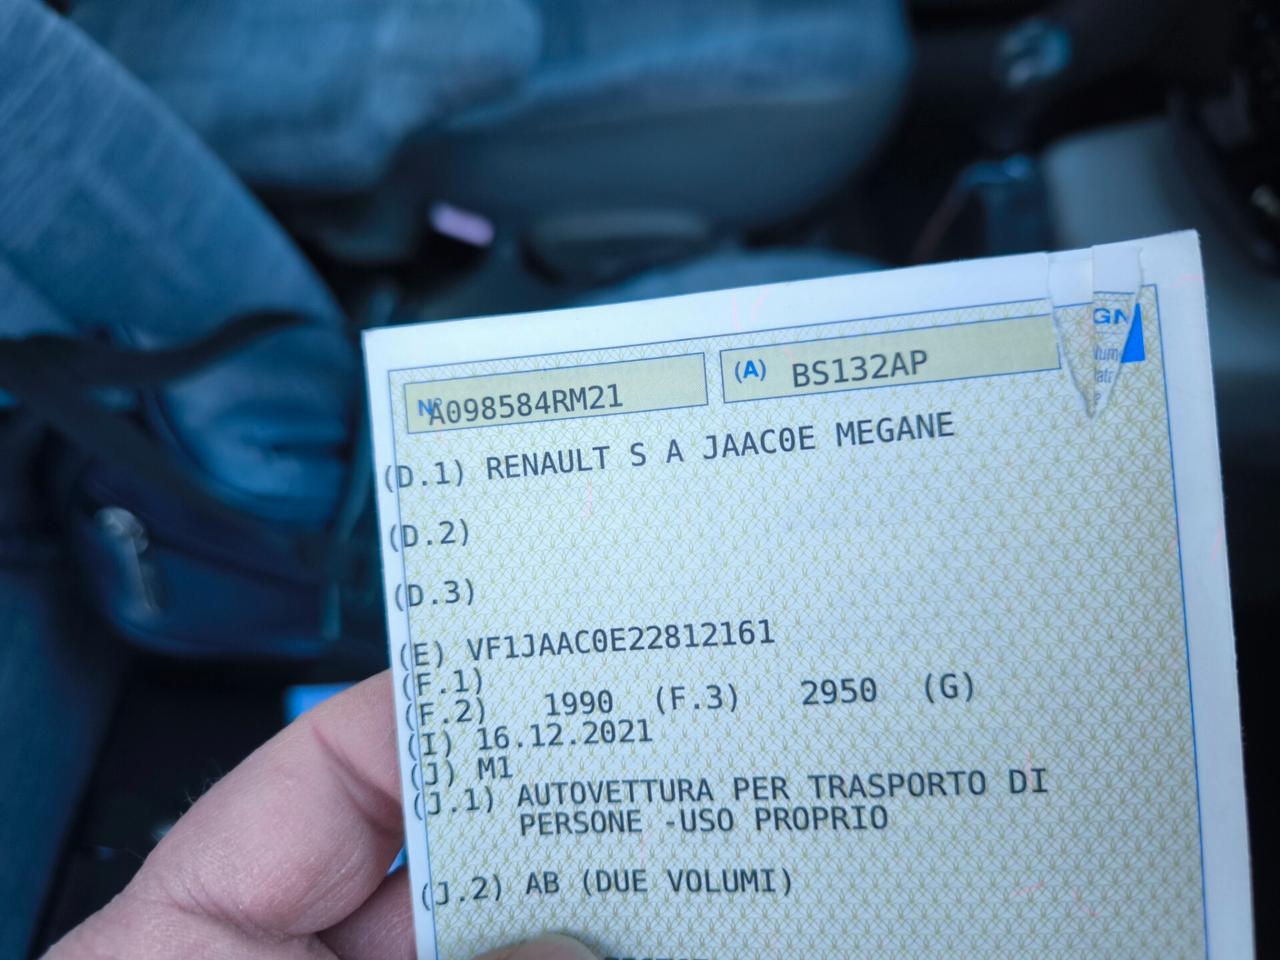 Nº A098584RM21
(A) BS132AP
(D.1) RENAULT S A JAAC0E MEGANE
(D.2)
(D.3)
(E) VF1JAAC0E22812161
(F.1)
(F.2) 1990 (F.3) 2950 (G)
(I) 16.12.2021
(J) M1
(J.1) AUTOVETTURA PER TRASPORTO DI
PERSONE -USO PROPRIO
(J.2) AB (DUE VOLUMI)